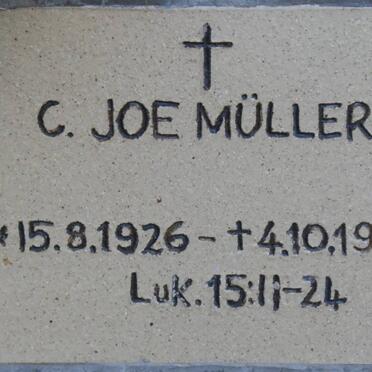 C. JOE MÜLLER
*15.8.1926 - †4.10.19
Luk. 15:11-24